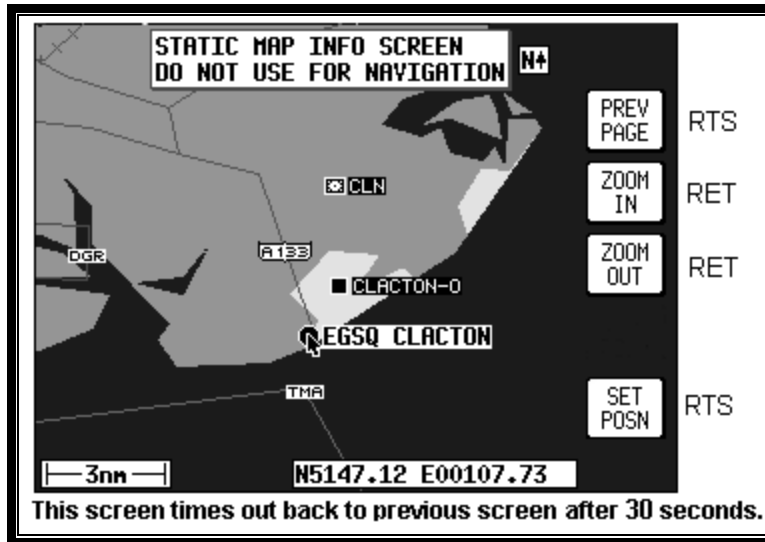 STATIC MAP INFO SCREEN
DO NOT USE FOR NAVIGATION
N
PREV
PAGE
RTS
CLN
ZOOM
IN
RET
DGR
A133
ZOOM
OUT
RET
CLACTON-O
EGSQ CLACTON
TMA
SET
POSN
RTS
3nm
N5147.12 E00107.73
This screen times out back to previous screen after 30 seconds.